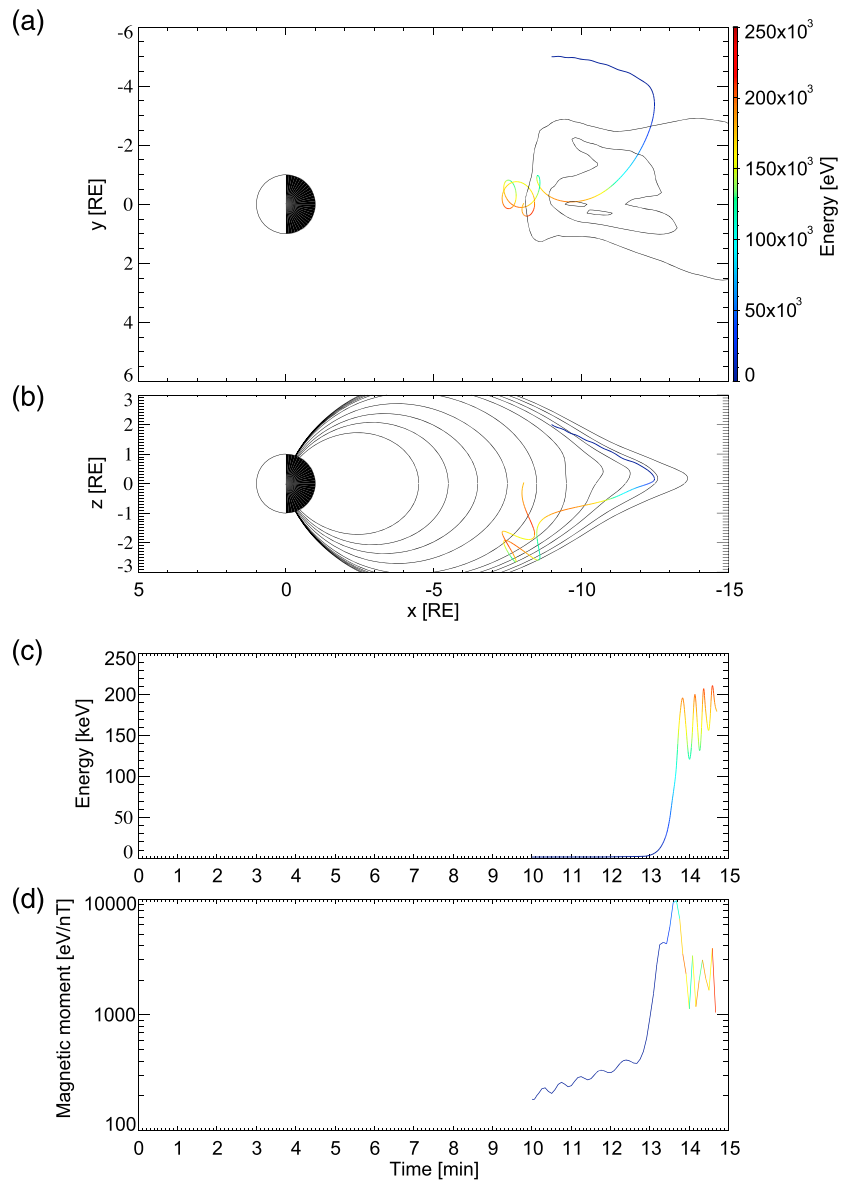 (a)
-6
-4
-2
0
2
4
6
y [RE]
250x10³
200x10³
150x10³
100x10³
50x10³
0
Energy [eV]
(b)
3
2
1
0
-1
-2
-3
z [RE]
5 0 -5 -10 -15
x [RE]
(c)
250
200
150
100
50
0
Energy [keV]
0 1 2 3 4 5 6 7 8 9 10 11 12 13 14 15
(d)
10000
1000
100
Magnetic moment [eV/nT]
0 1 2 3 4 5 6 7 8 9 10 11 12 13 14 15
Time [min]